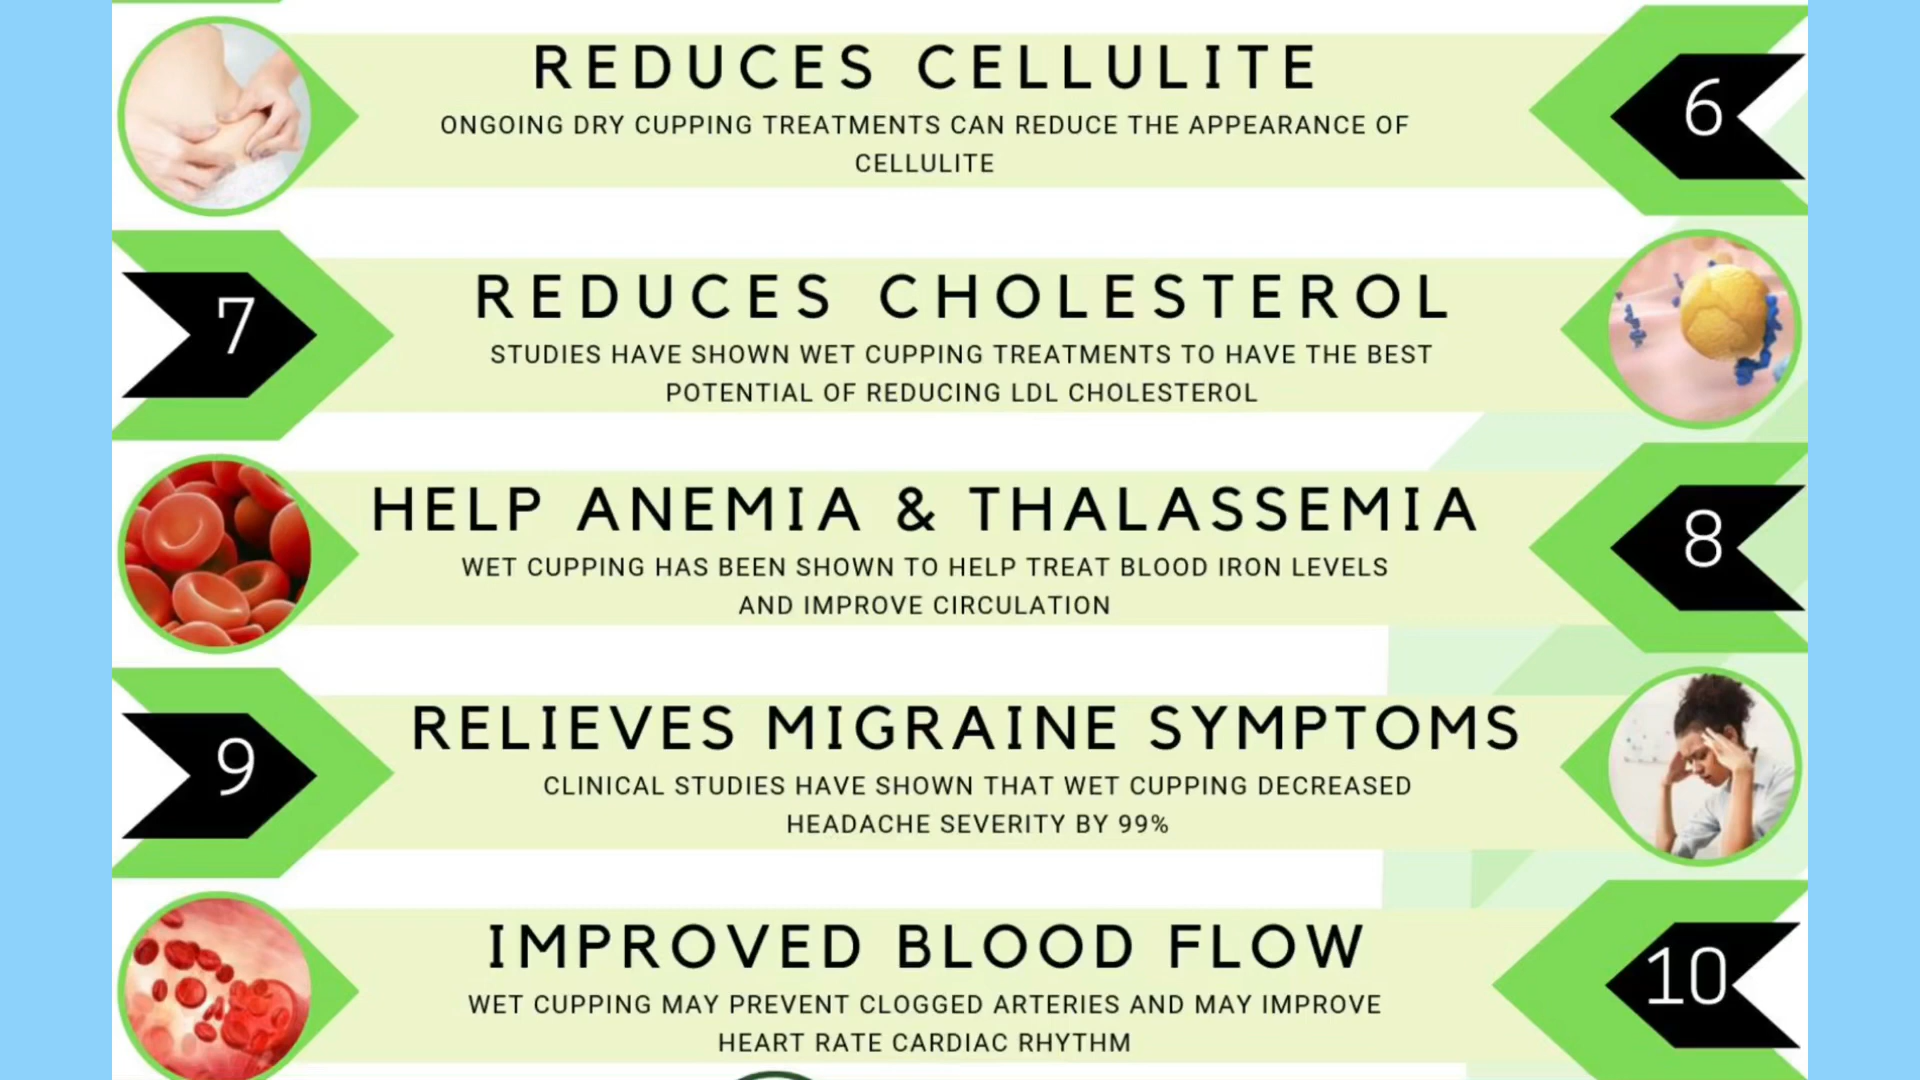 REDUCES CELLULITE
ONGOING DRY CUPPING TREATMENTS CAN REDUCE THE APPEARANCE OF
CELLULITE
6
7
REDUCES CHOLESTEROL
STUDIES HAVE SHOWN WET CUPPING TREATMENTS TO HAVE THE BEST
POTENTIAL OF REDUCING LDL CHOLESTEROL
HELP ANEMIA & THALASSEMIA
WET CUPPING HAS BEEN SHOWN TO HELP TREAT BLOOD IRON LEVELS
AND IMPROVE CIRCULATION
8
9
RELIEVES MIGRAINE SYMPTOMS
CLINICAL STUDIES HAVE SHOWN THAT WET CUPPING DECREASED
HEADACHE SEVERITY BY 99%
IMPROVED BLOOD FLOW
WET CUPPING MAY PREVENT CLOGGED ARTERIES AND MAY IMPROVE
HEART RATE CARDIAC RHYTHM
10